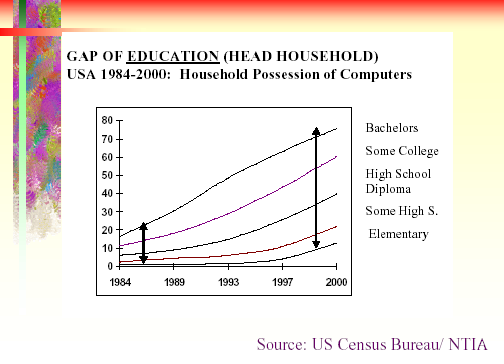 GAP OF EDUCATION (HEAD HOUSEHOLD)
USA 1984-2000: Household Possession of Computers
80
70
60
50
40
30
20
10
0
1984 1989 1993 1997 2000
Bachelors
Some College
High School
Diploma
Some High S.
Elementary
Source: US Census Bureau/ NTIA